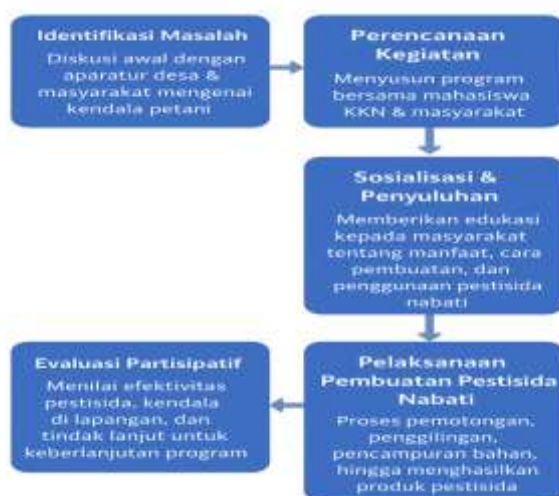 Identifikasi Masalah
Diskusi awal dengan
aparatur desa &
masyarakat mengenai
kendala petani
Perencanaan
Kegiatan
Menyusun program
bersama mahasiswa
KKN & masyarakat
Sosialisasi &
Penyuluhan
Memberikan edukasi
kepada masyarakat
tentang manfaat, cara
pembuatan, dan
penggunaan pestisida
nabati
Pelaksanaan
Pembuatan Pestisida
Nabati
Proses pemotongan,
penggilingan,
pencampuran bahan,
hingga menghasilkan
produk pestisida
Evaluasi Partisipatif
Menilai efektivitas
pestisida, kendala
di lapangan, dan
tindak lanjut untuk
keberlanjutan program